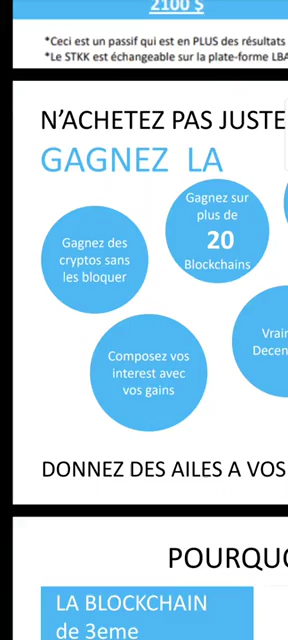 2100 $
*Ceci est un passif qui est en PLUS des résultats
*Le STKK est échangeable sur la plate-forme LBA
N'ACHETEZ PAS JUSTE
GAGNEZ LA
Gagnez sur
plus de
20
Blockchains
Gagnez des
cryptos sans
les bloquer
Vrair
Decen
Composez vos
interest avec
vos gains
DONNEZ DES AILES A VOS
POURQUO
LA BLOCKCHAIN
de 3eme